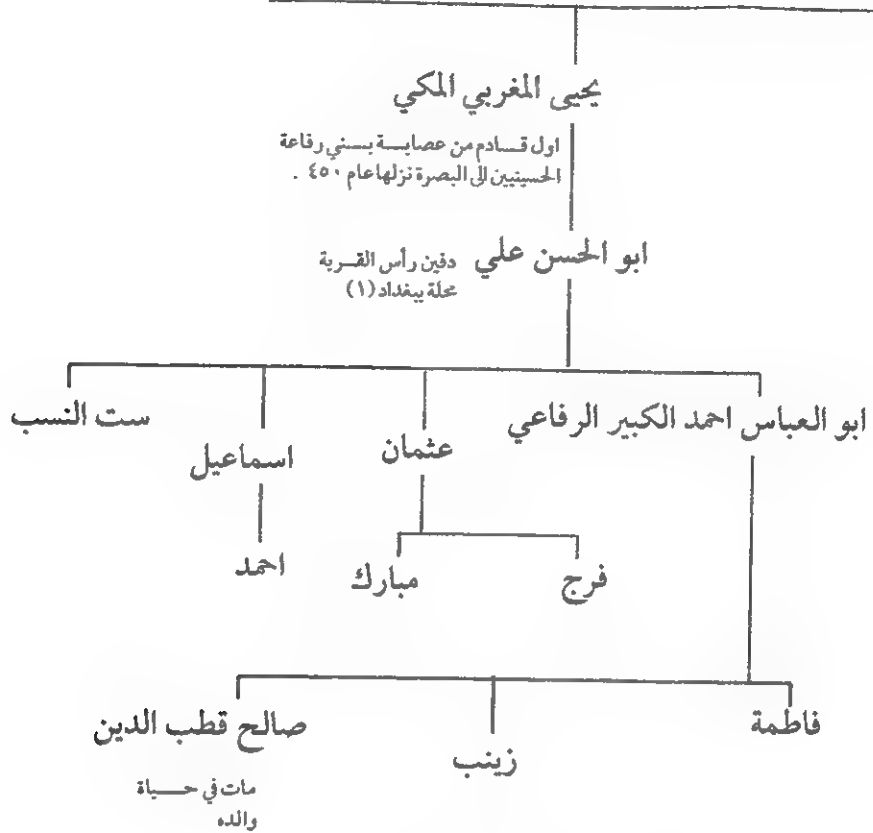 يحيى المغربي المكي
اول قادم من عصابة بني رفاعة
الحسينيين الى البصرة نزلها عام ٤٥٠ .
ابو الحسن علي
دفين رأس القرية
محلة ببغداد (١)
ابو العباس احمد الكبير الرفاعي
عثمان
اسماعيل
ست النسب
فرج
مبارك
احمد
فاطمة
زينب
صالح قطب الدين
مات في حياة
والده